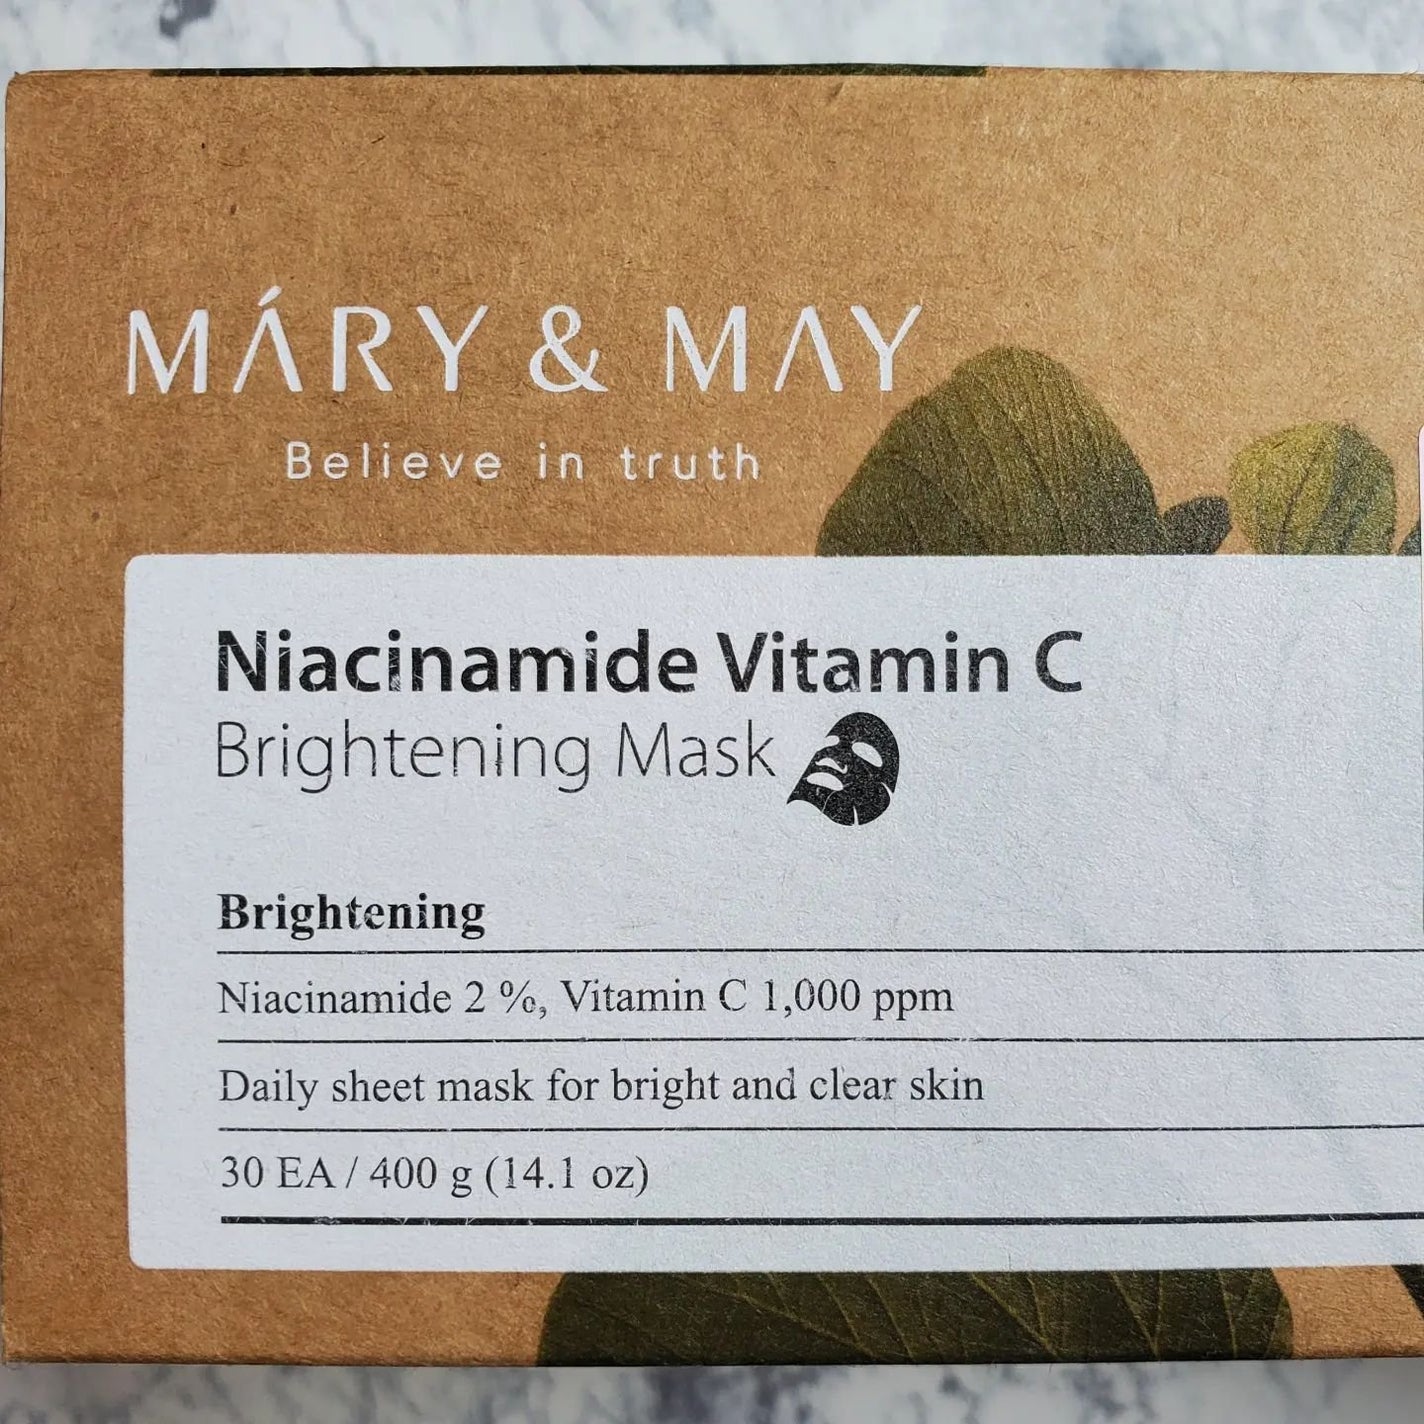 MÁRY & MAY
Believe in truth
Niacinamide Vitamin C
Brightening Mask
Brightening
Niacinamide 2 %, Vitamin C 1,000 ppm
Daily sheet mask for bright and clear skin
30 EA / 400 g (14.1 oz)